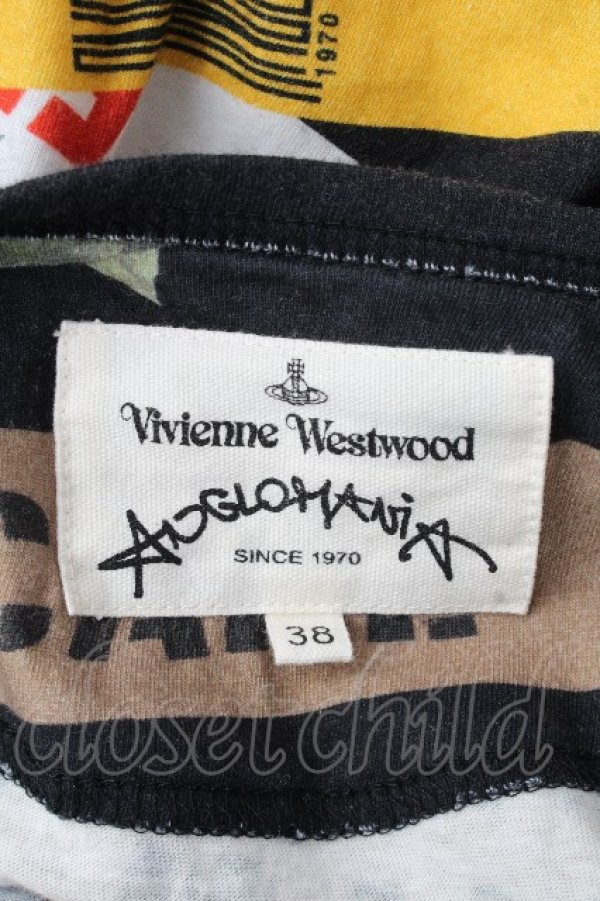 1970
Vivienne Westwood
ANGLOMANiA
SINCE 1970
38
closet child